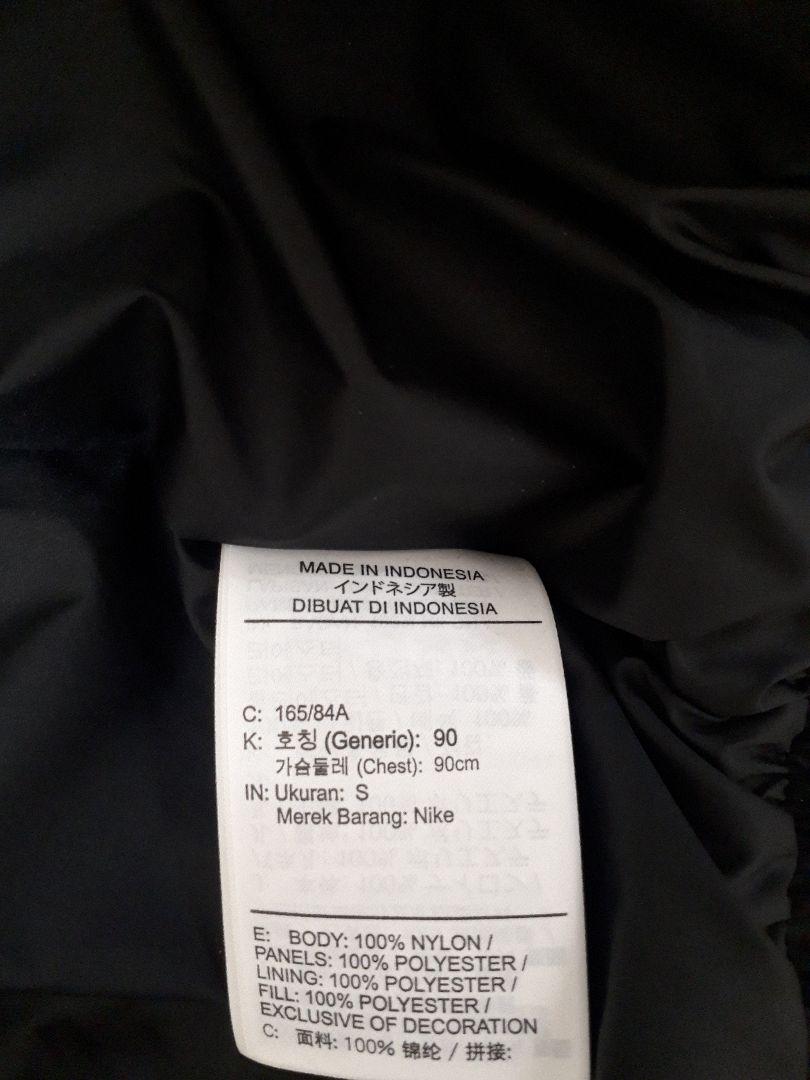 MADE IN INDONESIA
インドネシア製
DIBUAT DI INDONESIA
C: 165/84A
K: 호칭 (Generic): 90
가슴둘레 (Chest): 90cm
IN: Ukuran: S
Merek Barang: Nike
E: BODY: 100% NYLON /
PANELS: 100% POLYESTER /
LINING: 100% POLYESTER /
FILL: 100% POLYESTER /
EXCLUSIVE OF DECORATION
C: 面料: 100% 锦纶 / 拼接: